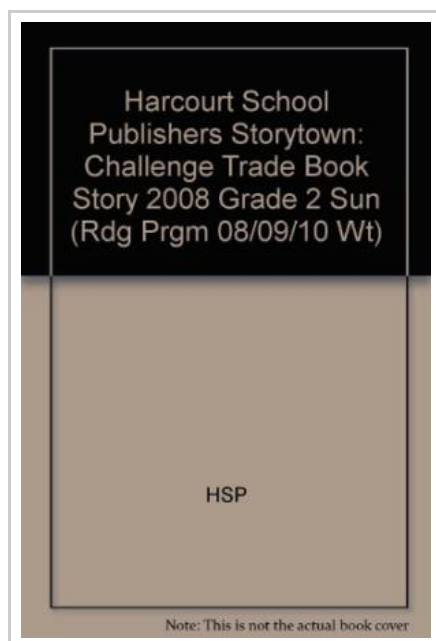 Harcourt School
Publishers Storytown:
Challenge Trade Book
Story 2008 Grade 2 Sun
(Rdg Prgm 08/09/10 Wt)
HSP
Note: This is not the actual book cover